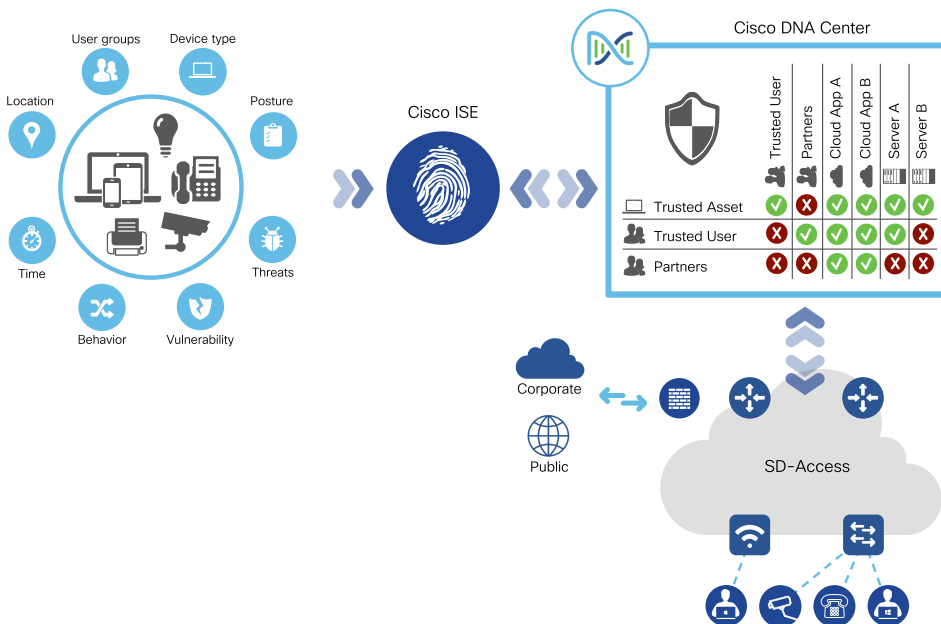 User groups
Device type
Location
Posture
Time
Threats
Behavior
Vulnerability
Cisco ISE
Cisco DNA Center
Trusted User
Partners
Cloud App A
Cloud App B
Server A
Server B
Trusted Asset
Trusted User
Partners
Corporate
Public
SD-Access